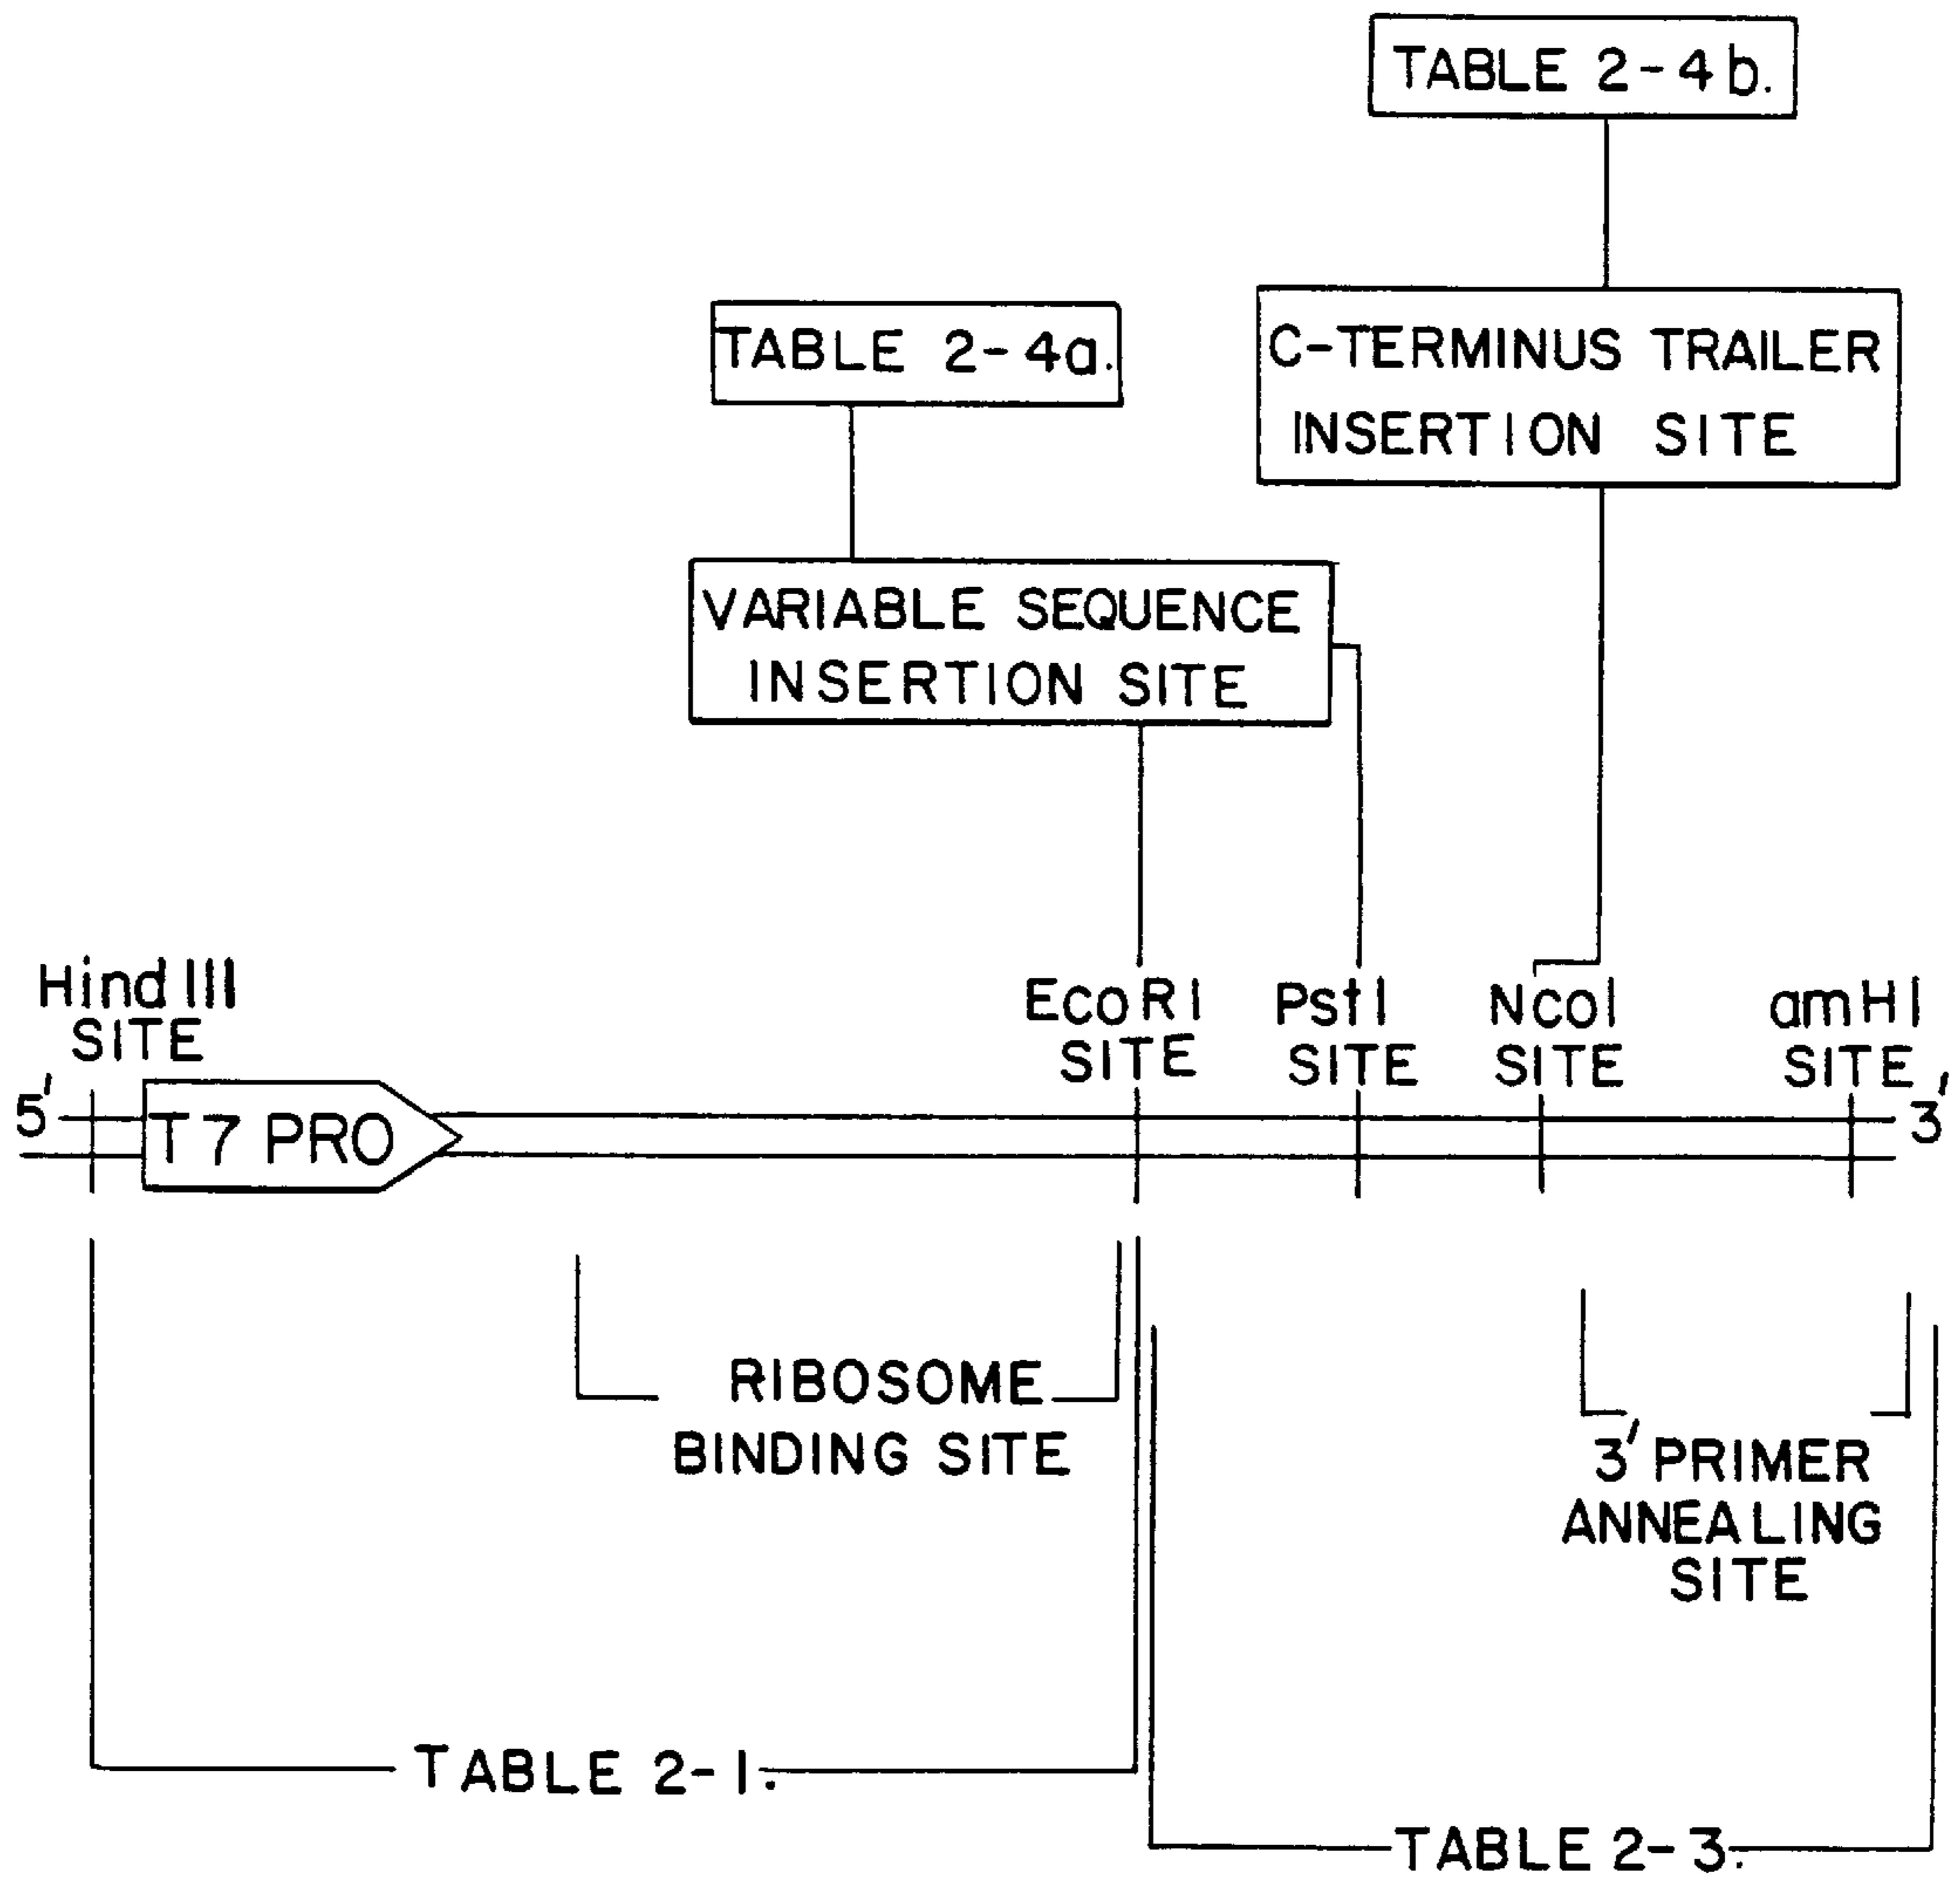 TABLE 2-4b.
TABLE 2-4a.
C-TERMINUS TRAILER
INSERTION SITE
VARIABLE SEQUENCE
INSERTION SITE
HindIII
SITE
EcoRI
SITE
PstI
SITE
NcoI
SITE
amHI
SITE
5'
T7 PRO
3'
RIBOSOME
BINDING SITE
3' PRIMER
ANNEALING
SITE
TABLE 2-1.
TABLE 2-3.